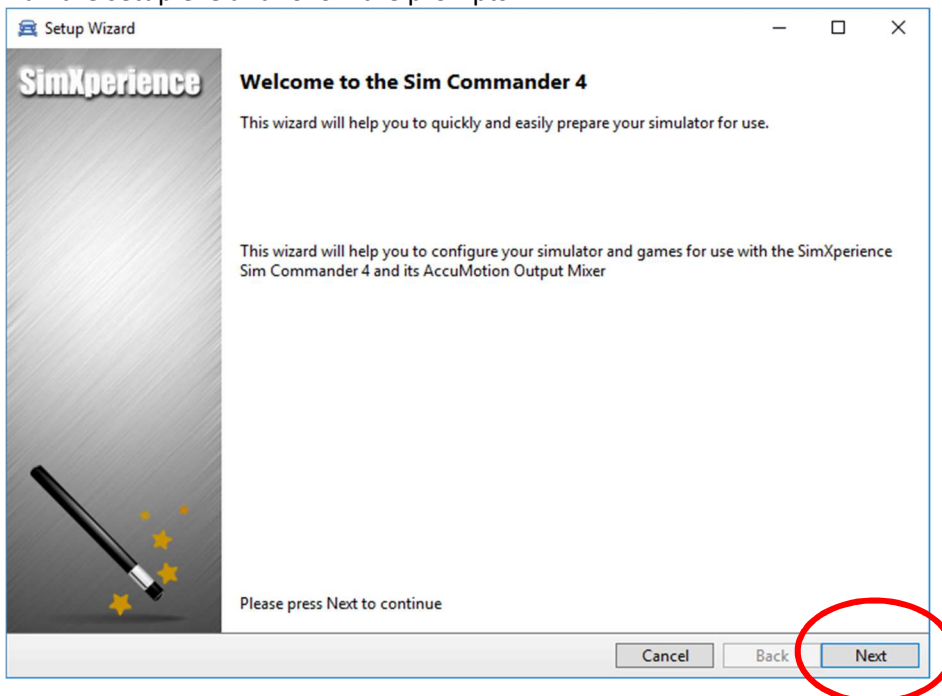 Setup Wizard
SimXperience
Welcome to the Sim Commander 4
This wizard will help you to quickly and easily prepare your simulator for use.
This wizard will help you to configure your simulator and games for use with the SimXperience
Sim Commander 4 and its AccuMotion Output Mixer
Please press Next to continue
Cancel Back Next